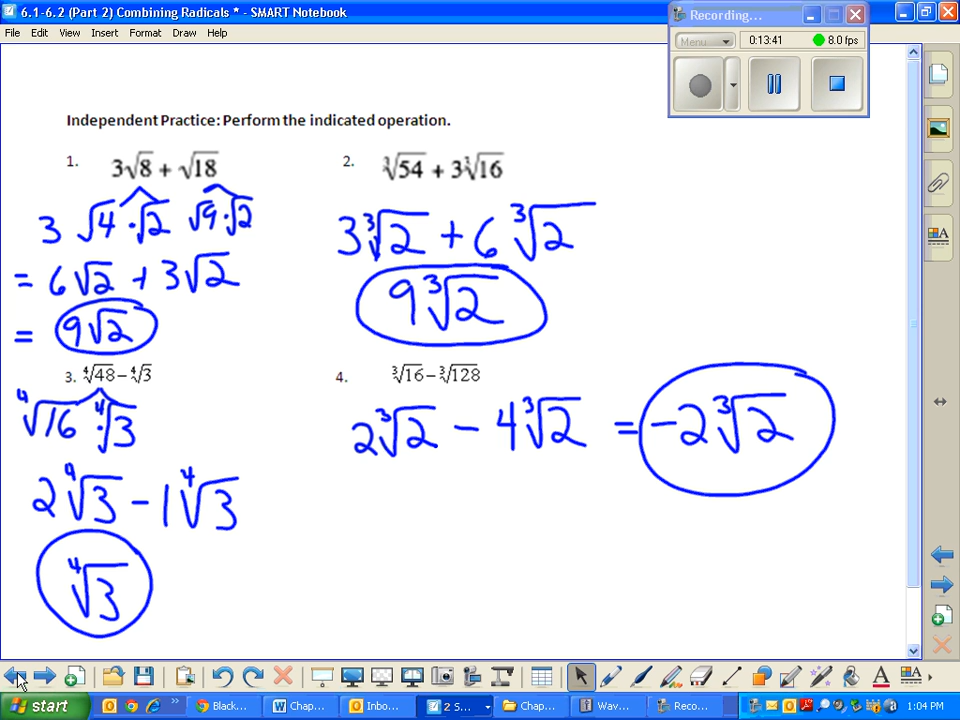 6.1-6.2 (Part 2) Combining Radicals * - SMART Notebook
File Edit View Insert Format Draw Help
Recording...
Menu
0:13:41 8.0 fps
Independent Practice: Perform the indicated operation.
1. 3√8 + √18
3 √4 · √2 √9 · √2
= 6√2 + 3√2
= 9√2
2. ∛54 + 3∛16
3∛2 + 6∛2
9∛2
3. ∜48 − ∜3
∜16 · ∜3
2∜3 − 1∜3
∜3
4. ∛16 − ∛128
2∛2 − 4∛2 = −2∛2
start Black... Chap... Inbo... 2 S... Chap... Wav... Reco... 1:04 PM